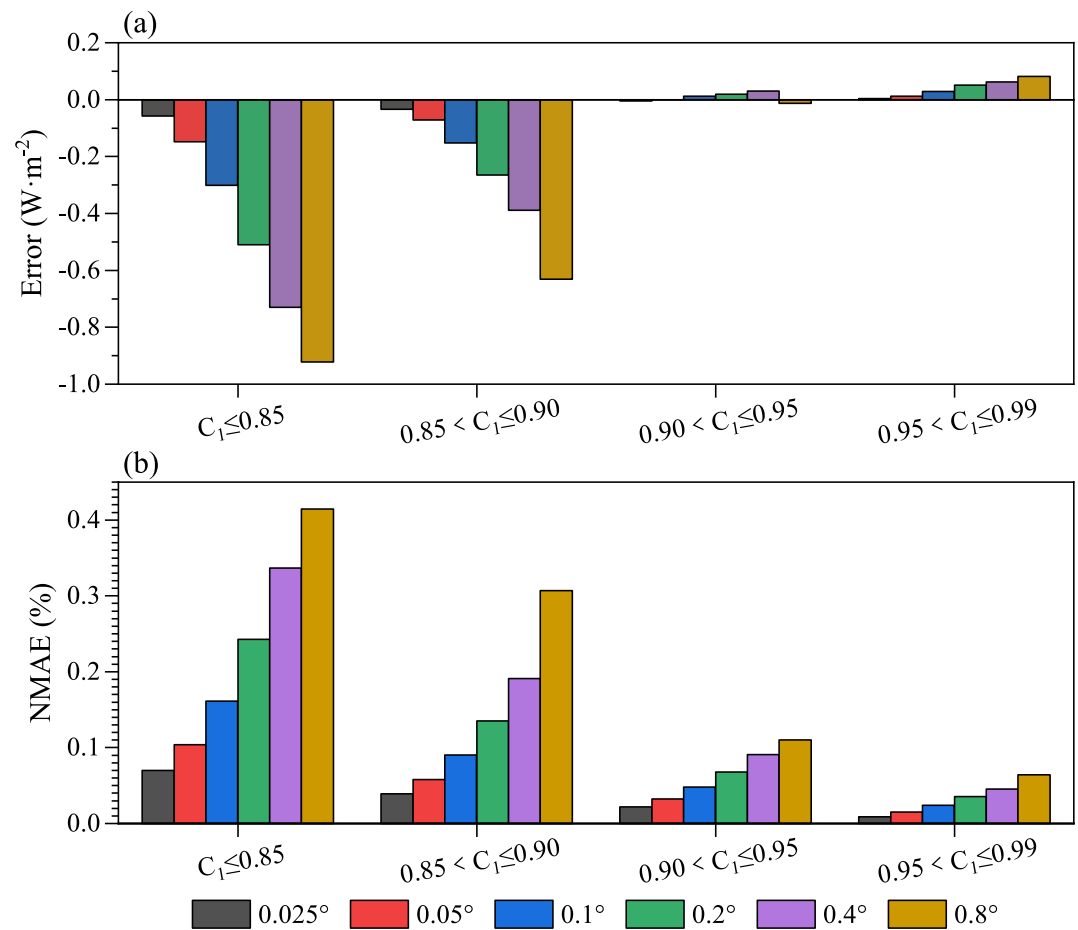 (a)
0.2
0.0
-0.2
-0.4
-0.6
-0.8
-1.0
Error (W·m⁻²)
C₁≤0.85
0.85 < C₁≤0.90
0.90 < C₁≤0.95
0.95 < C₁≤0.99
(b)
0.4
0.3
0.2
0.1
0.0
NMAE (%)
C₁≤0.85
0.85 < C₁≤0.90
0.90 < C₁≤0.95
0.95 < C₁≤0.99
0.025° 0.05° 0.1° 0.2° 0.4° 0.8°